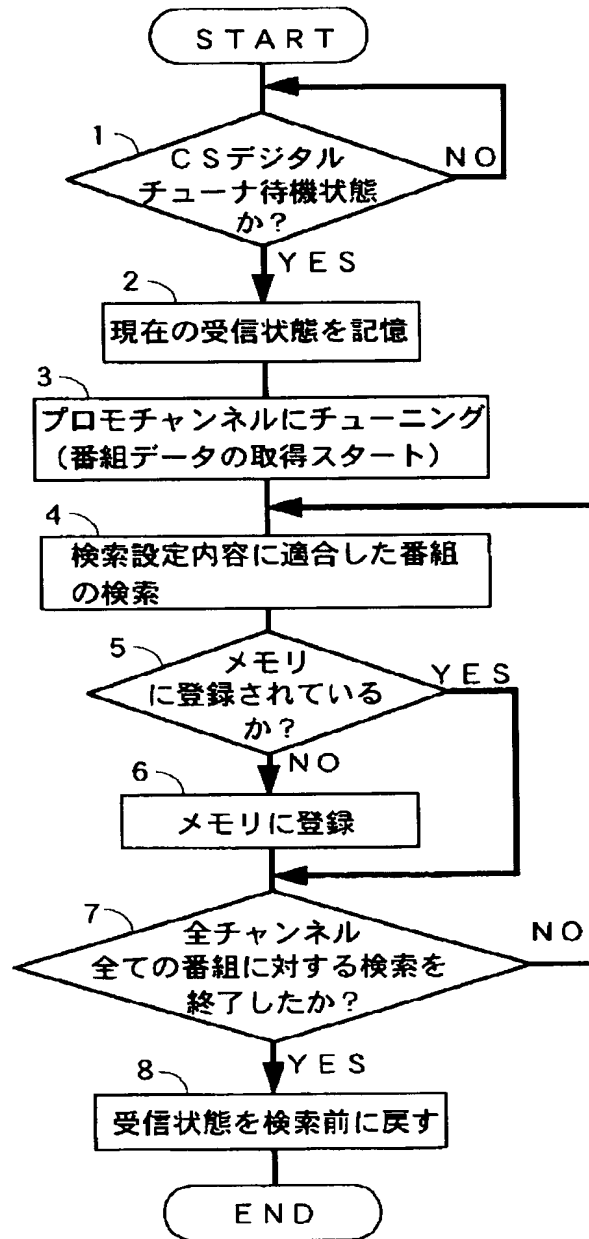 START
1
CSデジタル
チューナ待機状態
か?
NO
YES
2
現在の受信状態を記憶
3
プロモチャンネルにチューニング
(番組データの取得スタート)
4
検索設定内容に適合した番組
の検索
5
メモリ
に登録されている
か?
YES
NO
6
メモリに登録
7
全チャンネル
全ての番組に対する検索を
終了したか?
NO
YES
8
受信状態を検索前に戻す
END